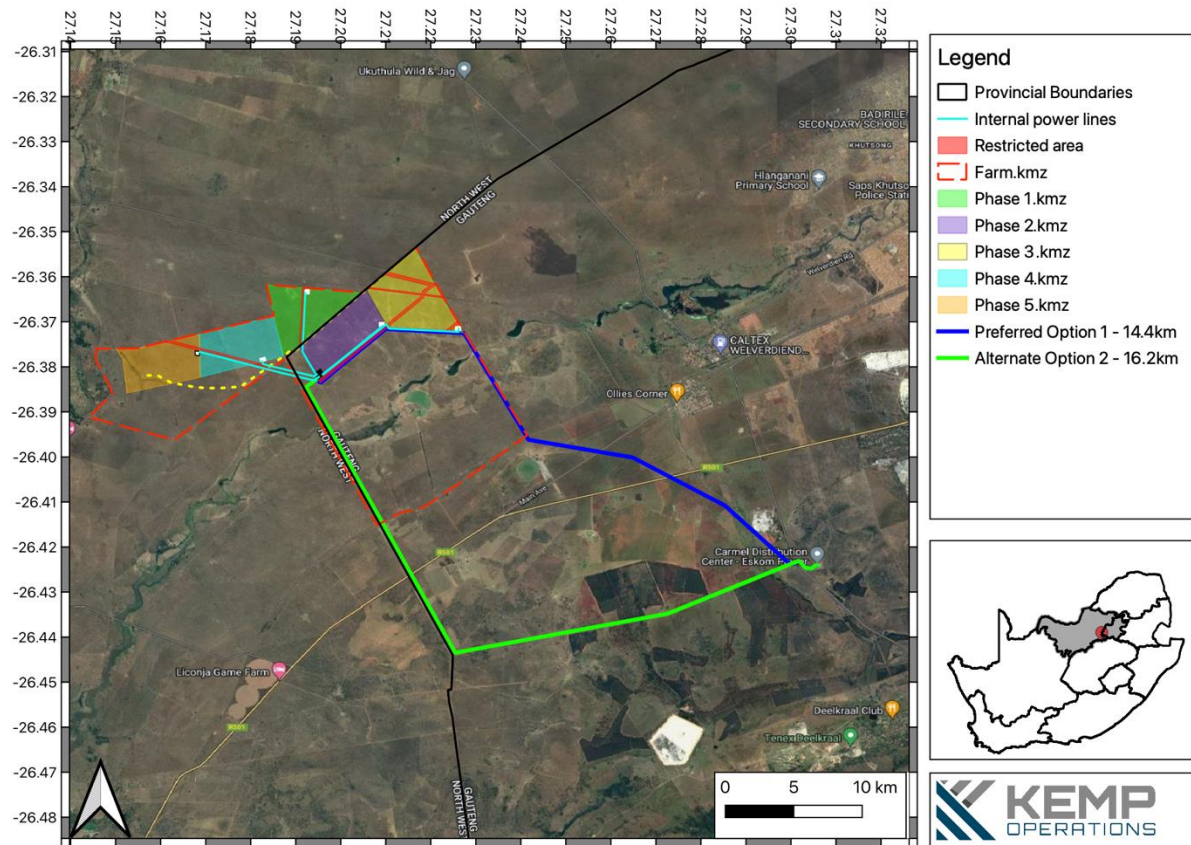 27.14
27.15
27.16
27.17
27.18
27.19
27.20
27.21
27.22
27.23
27.24
27.25
27.26
27.27
27.28
27.29
27.30
27.31
27.32
-26.31
-26.32
-26.33
-26.34
-26.35
-26.36
-26.37
-26.38
-26.39
-26.40
-26.41
-26.42
-26.43
-26.44
-26.45
-26.46
-26.47
-26.48
Ukuthula Wild & Jag
BADIRILE
SECONDARY SCHOOL
KHUTSONG
Hlanganani
Primary School
Saps Khutso
Police Stati
NORTH WEST
GAUTENG
Welverdien Rd
CALTEX
WELVERDIEND...
Ollies Corner
GAUTENG
NORTH WEST
R501
Main Ave
R501
Carmel Distribution
Center - Eskom Power
Liconja Game Farm
R501
Deelkraal Club
Tenex Deelkraal
GAUTENG
NORTH WEST
0 5 10 km
Legend
Provincial Boundaries
Internal power lines
Restricted area
Farm.kmz
Phase 1.kmz
Phase 2.kmz
Phase 3.kmz
Phase 4.kmz
Phase 5.kmz
Preferred Option 1 - 14.4km
Alternate Option 2 - 16.2km
KEMP
OPERATIONS